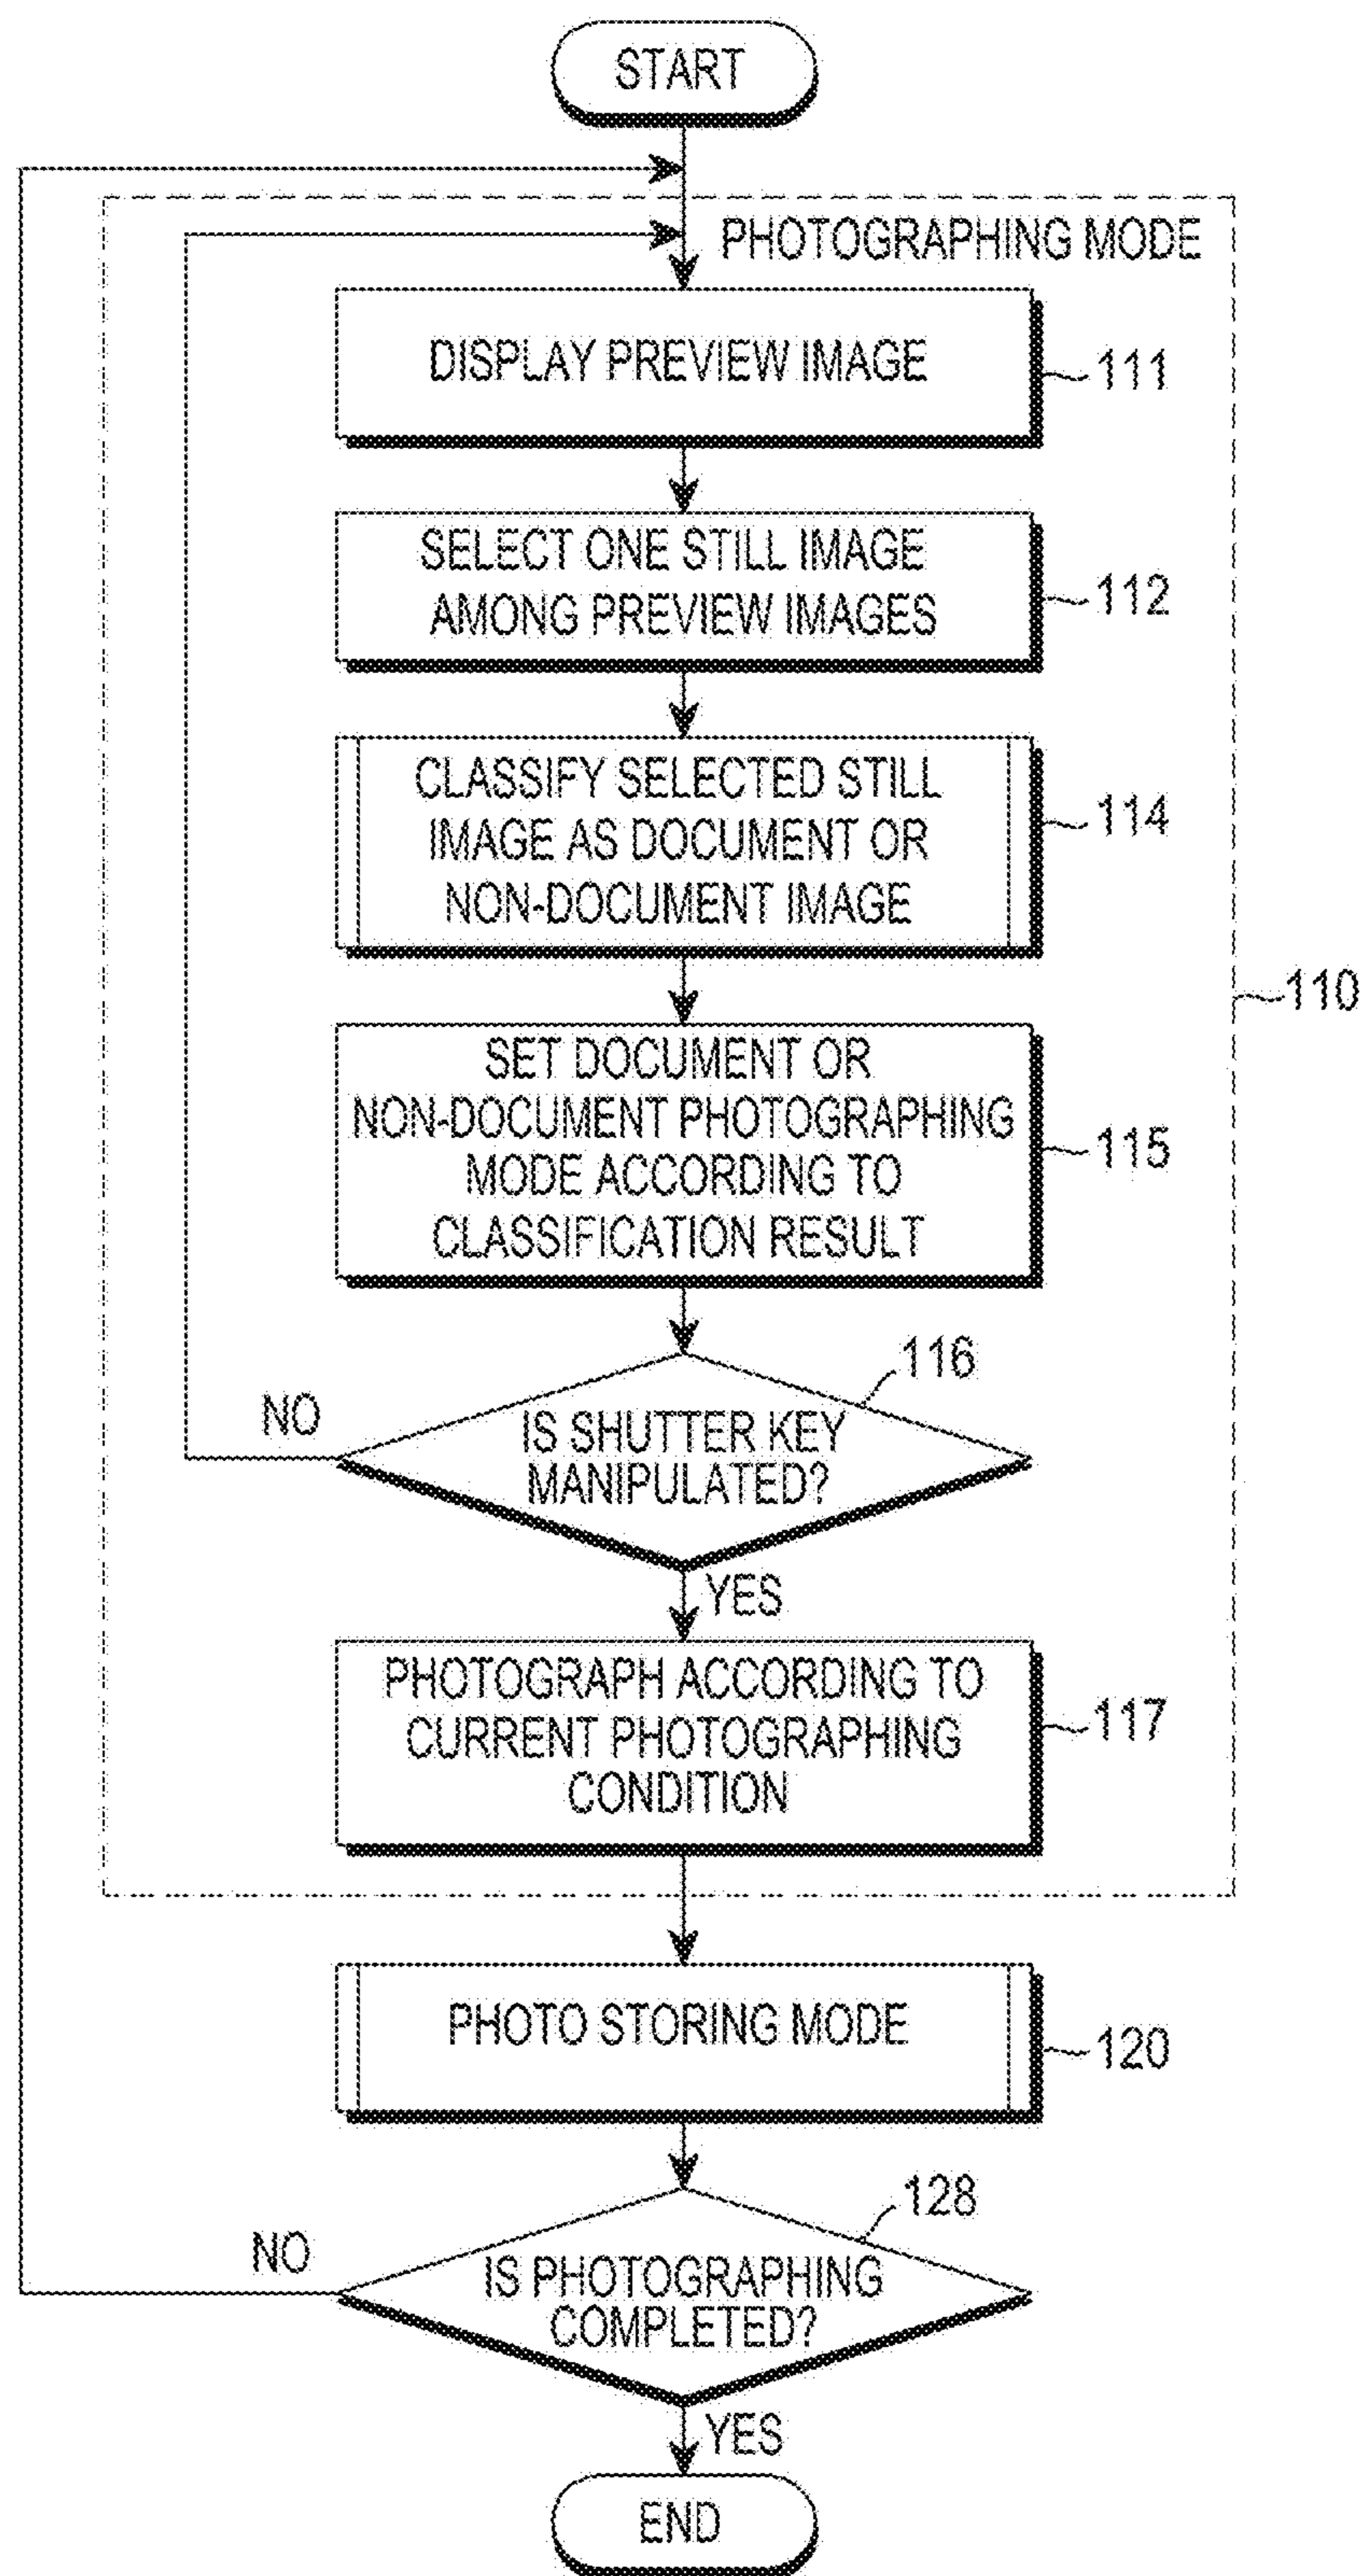 START
PHOTOGRAPHING MODE
DISPLAY PREVIEW IMAGE
111
SELECT ONE STILL IMAGE
AMONG PREVIEW IMAGES
112
CLASSIFY SELECTED STILL
IMAGE AS DOCUMENT OR
NON-DOCUMENT IMAGE
114
110
SET DOCUMENT OR
NON-DOCUMENT PHOTOGRAPHING
MODE ACCORDING TO
CLASSIFICATION RESULT
115
116
NO
IS SHUTTER KEY
MANIPULATED?
YES
PHOTOGRAPH ACCORDING TO
CURRENT PHOTOGRAPHING
CONDITION
117
PHOTO STORING MODE
120
128
NO
IS PHOTOGRAPHING
COMPLETED?
YES
END